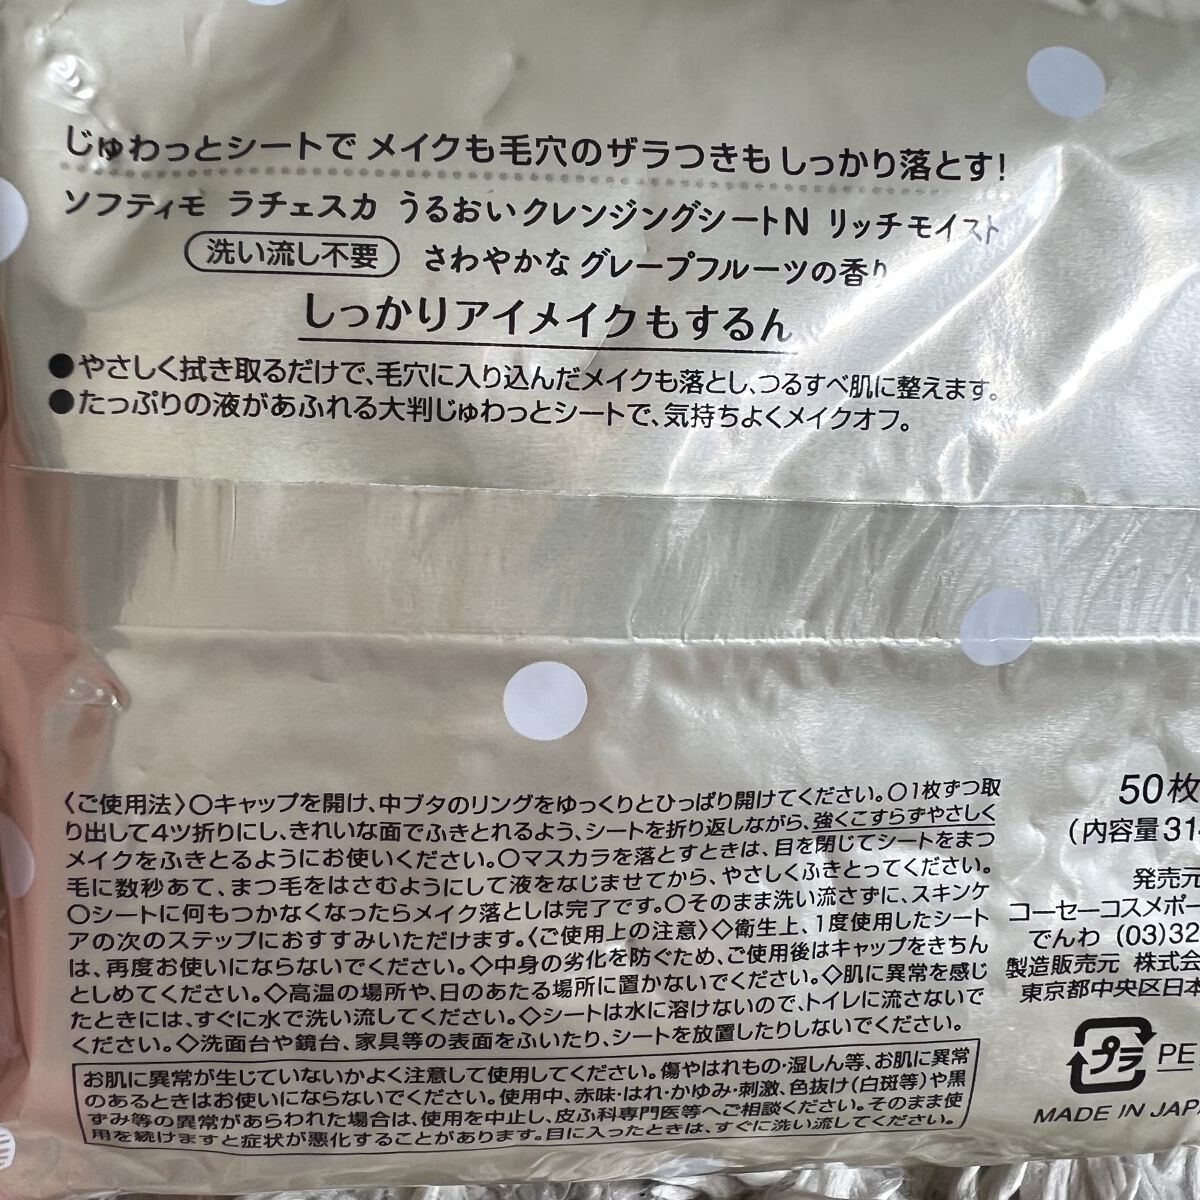 じゅわっとシートで メイクも毛穴のザラつきも しっかり落とす!
ソフティモ ラチェスカ うるおいクレンジングシートN リッチモイスト
洗い流し不要 さわやかな グレープフルーツの香り
しっかりアイメイクもするん
●やさしく拭き取るだけで、毛穴に入り込んだメイクも落とし、つるすべ肌に整えます。
●たっぷりの液があふれる大判じゅわっとシートで、気持ちよくメイクオフ。
〈ご使用法〉○キャップを開け、中ブタのリングをゆっくりとひっぱり開けてください。○1枚ずつ取
り出して4ツ折りにし、きれいな面でふきとれるよう、シートを折り返しながら、強くこすらずやさしく
メイクをふきとるようにお使いください。○マスカラを落とすときは、目を閉じてシートをまつ
毛に数秒あて、まつ毛をはさむようにして液をなじませてから、やさしくふきとってください。
○シートに何もつかなくなったらメイク落としは完了です。○そのまま洗い流さずに、スキンケ
アの次のステップにおすすみいただけます。〈ご使用上の注意〉◇衛生上、1度使用したシート
は、再度お使いにならないでください。◇中身の劣化を防ぐため、ご使用後はキャップをきちん
としめてください。◇高温の場所や、日のあたる場所に置かないでください。◇肌に異常を感じ
たときには、すぐに水で洗い流してください。◇シートは水に溶けないので、トイレに流さないで
ください。◇洗面台や鏡台、家具等の表面をふいたり、シートを放置したりしないでください。
お肌に異常が生じていないかよく注意して使用してください。傷やはれもの・湿しん等、お肌に異常
のあるときはお使いにならないでください。使用中、赤味・はれ・かゆみ・刺激、色抜け(白斑等)や黒
ずみ等の異常があらわれた場合は、使用を中止し、皮ふ科専門医等へご相談ください。そのまま使
用を続けますと症状が悪化することがあります。目に入ったときは、すぐに洗い流してください。
50枚
(内容量31
発売元
コーセーコスメポー
でんわ (03)32
製造販売元 株式会
東京都中央区日本
プラ PE
MADE IN JAP